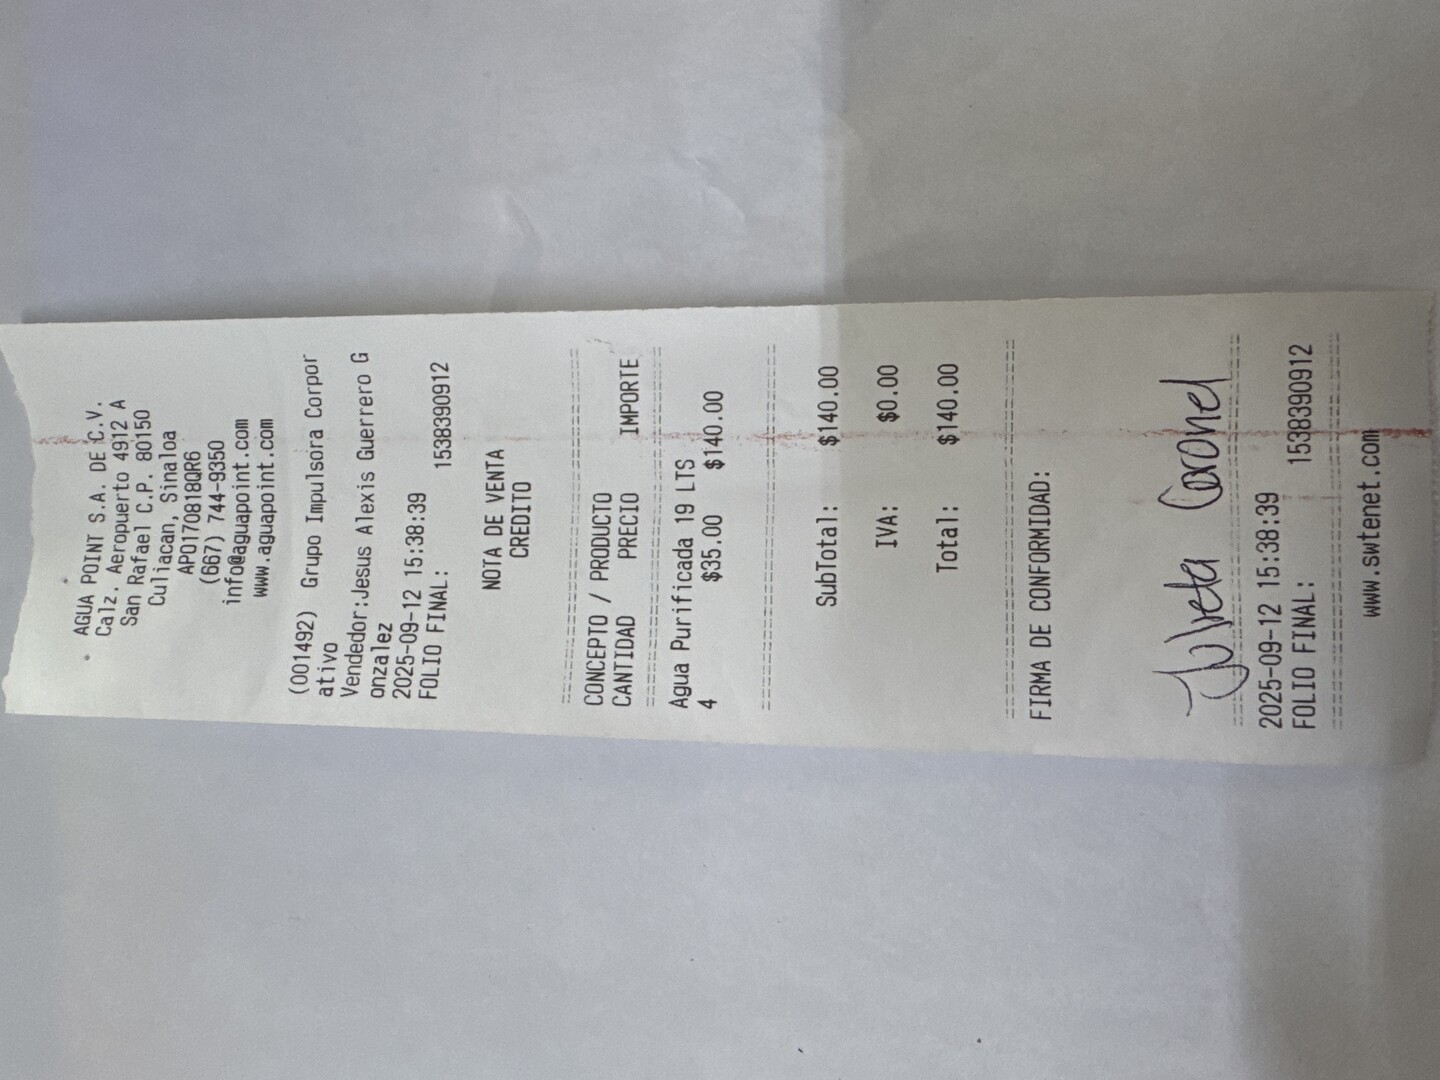 AGUA POINT S.A. DE C.V.
Calz. Aeropuerto 4912 A
San Rafael C.P. 80150
Culiacan, Sinaloa
APO170818QR6
(667) 744-9350
info@aguapoint.com
www.aguapoint.com
(001492) Grupo Impulsora Corpor
ativo
Vendedor:Jesus Alexis Guerrero G
onzalez
2025-09-12 15:38:39
FOLIO FINAL: 1538390912
NOTA DE VENTA
CREDITO
CONCEPTO / PRODUCTO
CANTIDAD PRECIO IMPORTE
Agua Purificada 19 LTS
4 $35.00 $140.00
SubTotal: $140.00
IVA: $0.00
Total: $140.00
FIRMA DE CONFORMIDAD:
Julieta Coronel
2025-09-12 15:38:39
FOLIO FINAL: 1538390912
www.swtenet.com